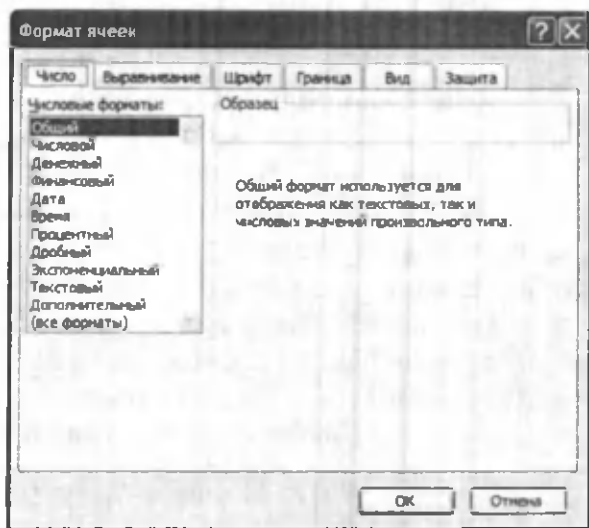 Формат ячеек
Число Выравнивание Шрифт Граница Вид Защита
Числовые форматы:
Образец
Общий
Числовой
Денежный
Финансовый
Дата
Время
Процентный
Дробный
Экспоненциальный
Текстовый
Дополнительный
(все форматы)
Общий формат используется для
отображения как текстовых, так и
числовых значений произвольного типа.
ОК Отмена